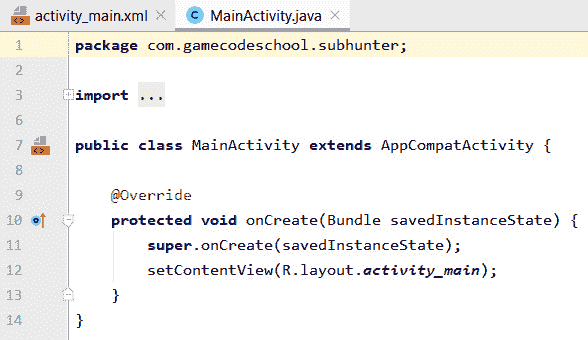 activity_main.xml MainActivity.java
1 package com.gamecodeschool.subhunter;
2
3 import ...
6
7 public class MainActivity extends AppCompatActivity {
8
9 @Override
10 protected void onCreate(Bundle savedInstanceState) {
11 super.onCreate(savedInstanceState);
12 setContentView(R.layout.activity_main);
13 }
14 }